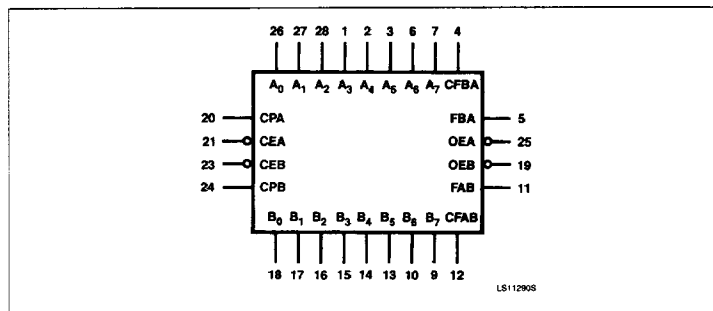 26 27 28 1 2 3 6 7 4
A0 A1 A2 A3 A4 A5 A6 A7 CFBA
20 CPA FBA 5
21 CEA OEA 25
23 CEB OEB 19
24 CPB FAB 11
B0 B1 B2 B3 B4 B5 B6 B7 CFAB
18 17 16 15 14 13 10 9 12
LS11290S